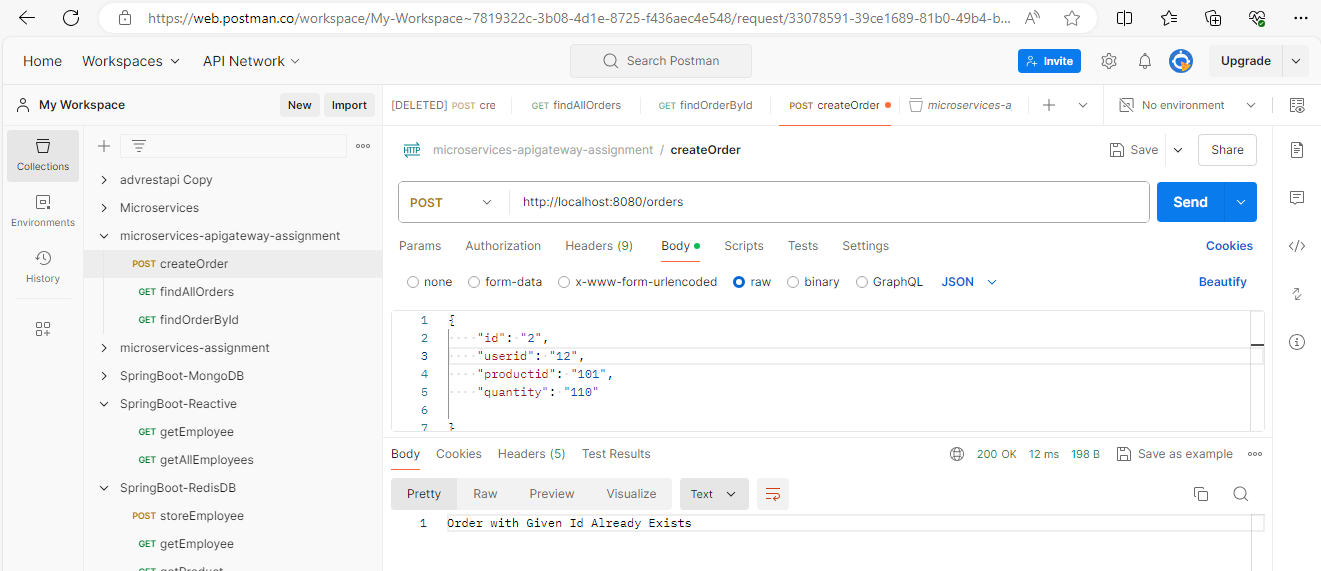 https://web.postman.co/workspace/My-Workspace~7819322c-3b08-4d1e-8725-f436aec4e548/request/33078591-39ce1689-81b0-49b4-b...
Home Workspaces API Network Search Postman Invite Upgrade
My Workspace New Import
[DELETED] POST cre GET findAllOrders GET findOrderById POST createOrder microservices-a No environment
Collections
Environments
History
advrestapi Copy
Microservices
microservices-apigateway-assignment
POST createOrder
GET findAllOrders
GET findOrderById
microservices-assignment
SpringBoot-MongoDB
SpringBoot-Reactive
GET getEmployee
GET getAllEmployees
SpringBoot-RedisDB
POST storeEmployee
GET getEmployee
GET getProduct
HTTP microservices-apigateway-assignment / createOrder Save Share
POST http://localhost:8080/orders Send
Params Authorization Headers (9) Body Scripts Tests Settings Cookies
none form-data x-www-form-urlencoded raw binary GraphQL JSON Beautify
1 {
2 "id": "2",
3 "userid": "12",
4 "productid": "101",
5 "quantity": "110"
6
7 }
Body Cookies Headers (5) Test Results 200 OK 12 ms 198 B Save as example
Pretty Raw Preview Visualize Text
1 Order with Given Id Already Exists